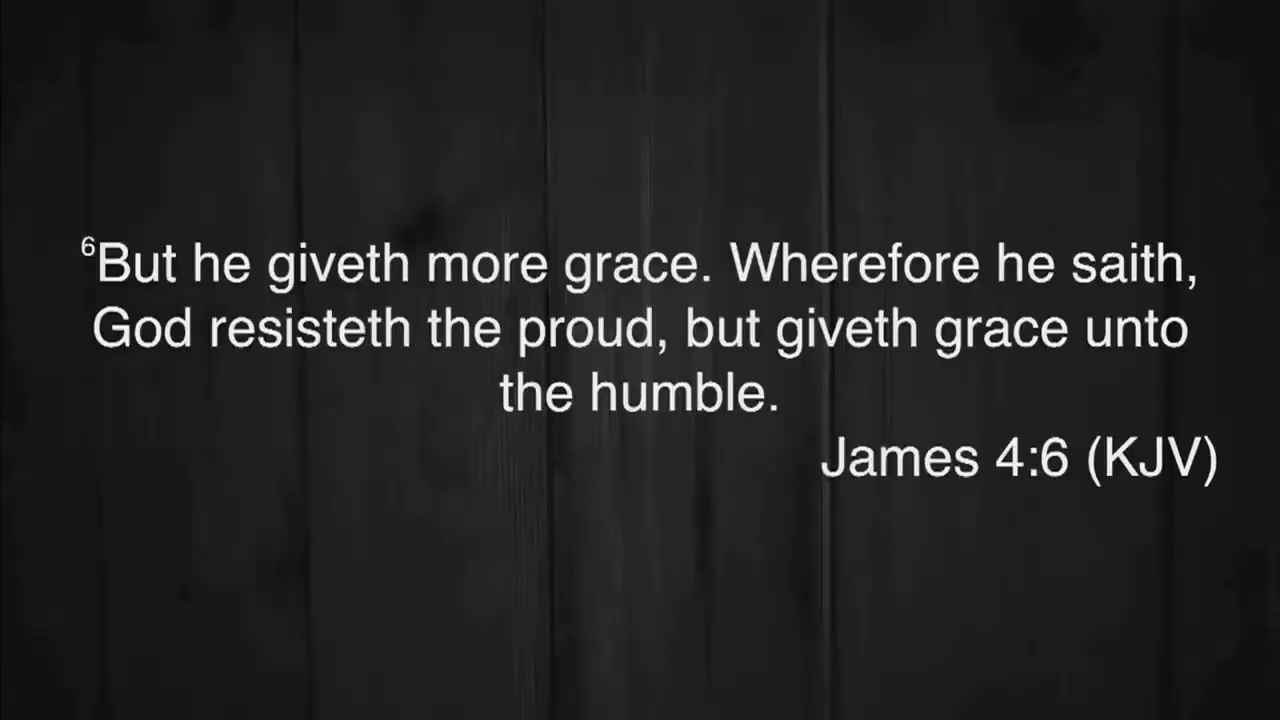 ⁶But he giveth more grace. Wherefore he saith,
God resisteth the proud, but giveth grace unto
the humble.
James 4:6 (KJV)